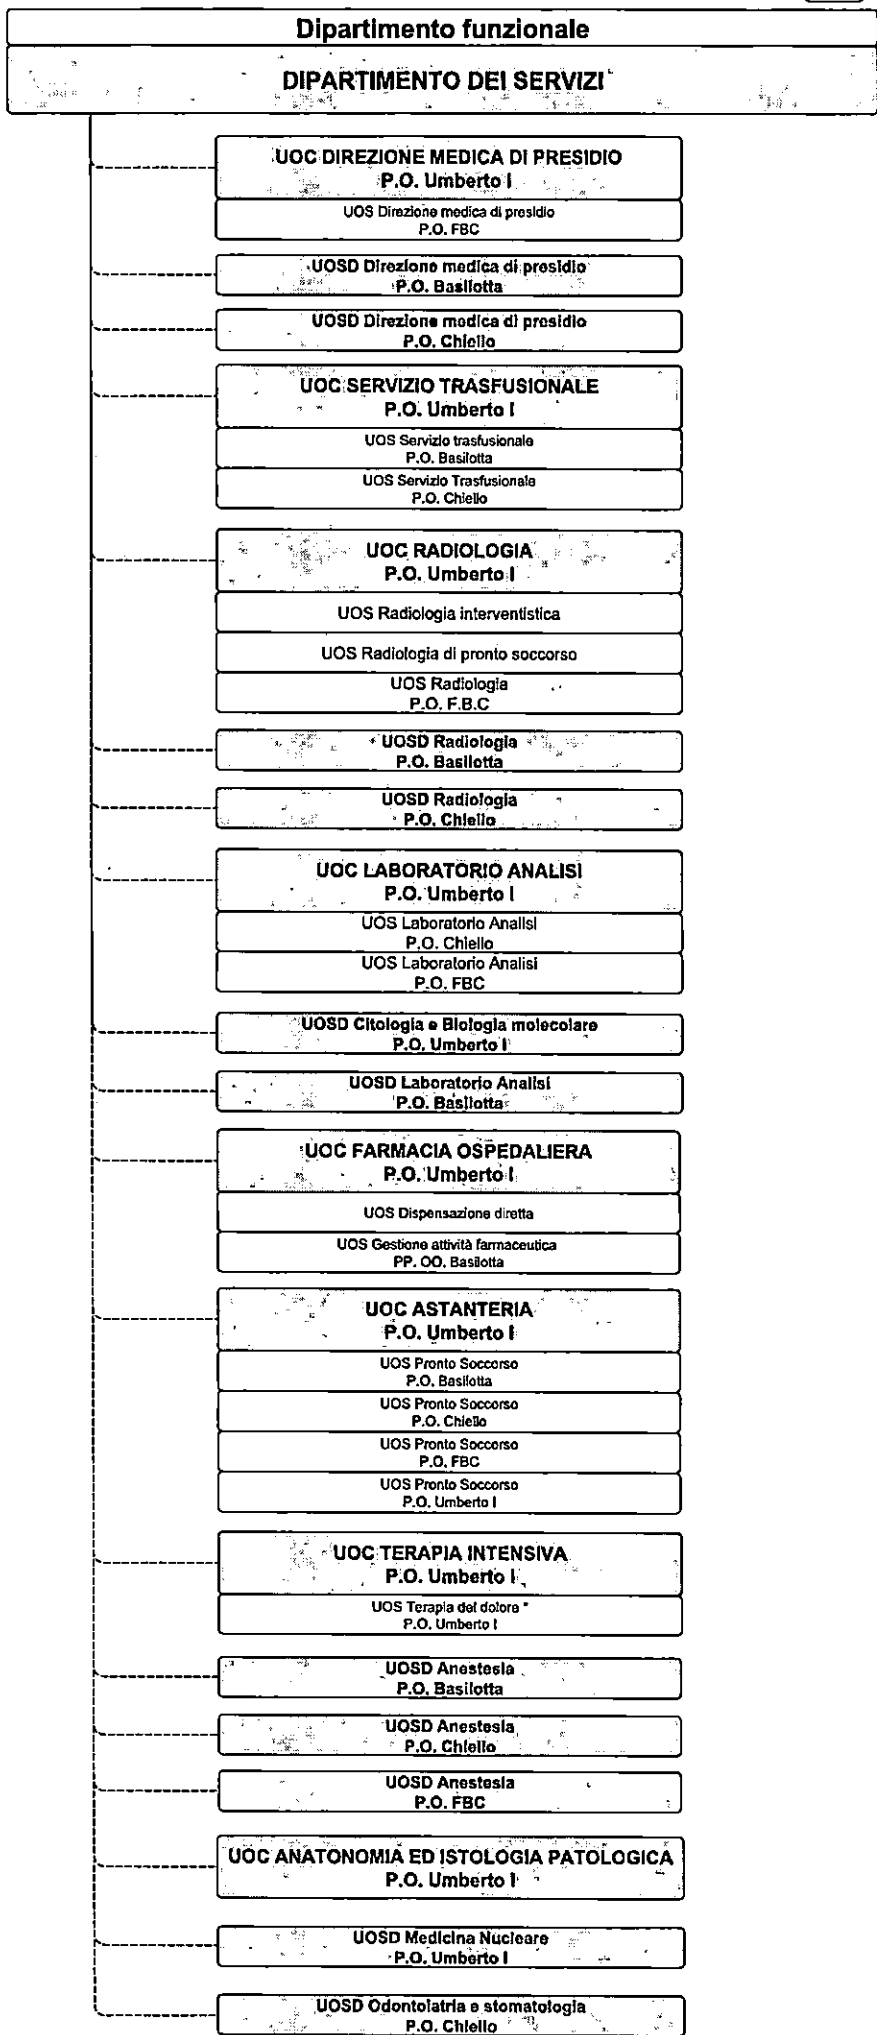 Dipartimento funzionale
DIPARTIMENTO DEI SERVIZI
UOC DIREZIONE MEDICA DI PRESIDIO
P.O. Umberto I
UOS Direzione medica di presidio
P.O. FBC
UOSD Direzione medica di presidio
P.O. Basilotta
UOSD Direzione medica di presidio
P.O. Chiello
UOC SERVIZIO TRASFUSIONALE
P.O. Umberto I
UOS Servizio trasfusionale
P.O. Basilotta
UOS Servizio Trasfusionale
P.O. Chiello
UOC RADIOLOGIA
P.O. Umberto I
UOS Radiologia interventistica
UOS Radiologia di pronto soccorso
UOS Radiologia
P.O. F.B.C
UOSD Radiologia
P.O. Basilotta
UOSD Radiologia
P.O. Chiello
UOC LABORATORIO ANALISI
P.O. Umberto I
UOS Laboratorio Analisi
P.O. Chiello
UOS Laboratorio Analisi
P.O. FBC
UOSD Citologia e Biologia molecolare
P.O. Umberto I
UOSD Laboratorio Analisi
P.O. Basilotta
UOC FARMACIA OSPEDALIERA
P.O. Umberto I
UOS Dispensazione diretta
UOS Gestione attività farmaceutica
PP. OO. Basilotta
UOC ASTANTERIA
P.O. Umberto I
UOS Pronto Soccorso
P.O. Basilotta
UOS Pronto Soccorso
P.O. Chiello
UOS Pronto Soccorso
P.O. FBC
UOS Pronto Soccorso
P.O. Umberto I
UOC TERAPIA INTENSIVA
P.O. Umberto I
UOS Terapia del dolore *
P.O. Umberto I
UOSD Anestesia
P.O. Basilotta
UOSD Anestesia
P.O. Chiello
UOSD Anestesia
P.O. FBC
UOC ANATONOMIA ED ISTOLOGIA PATOLOGICA
P.O. Umberto I
UOSD Medicina Nucleare
P.O. Umberto I
UOSD Odontoiatria e stomatologia
P.O. Chiello